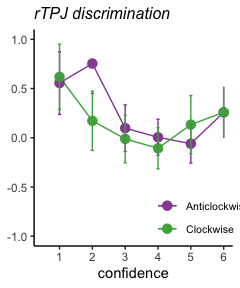 rTPJ discrimination
1.0
0.5
0.0
-0.5
-1.0
Anticlockwis
Clockwise
1 2 3 4 5 6
confidence